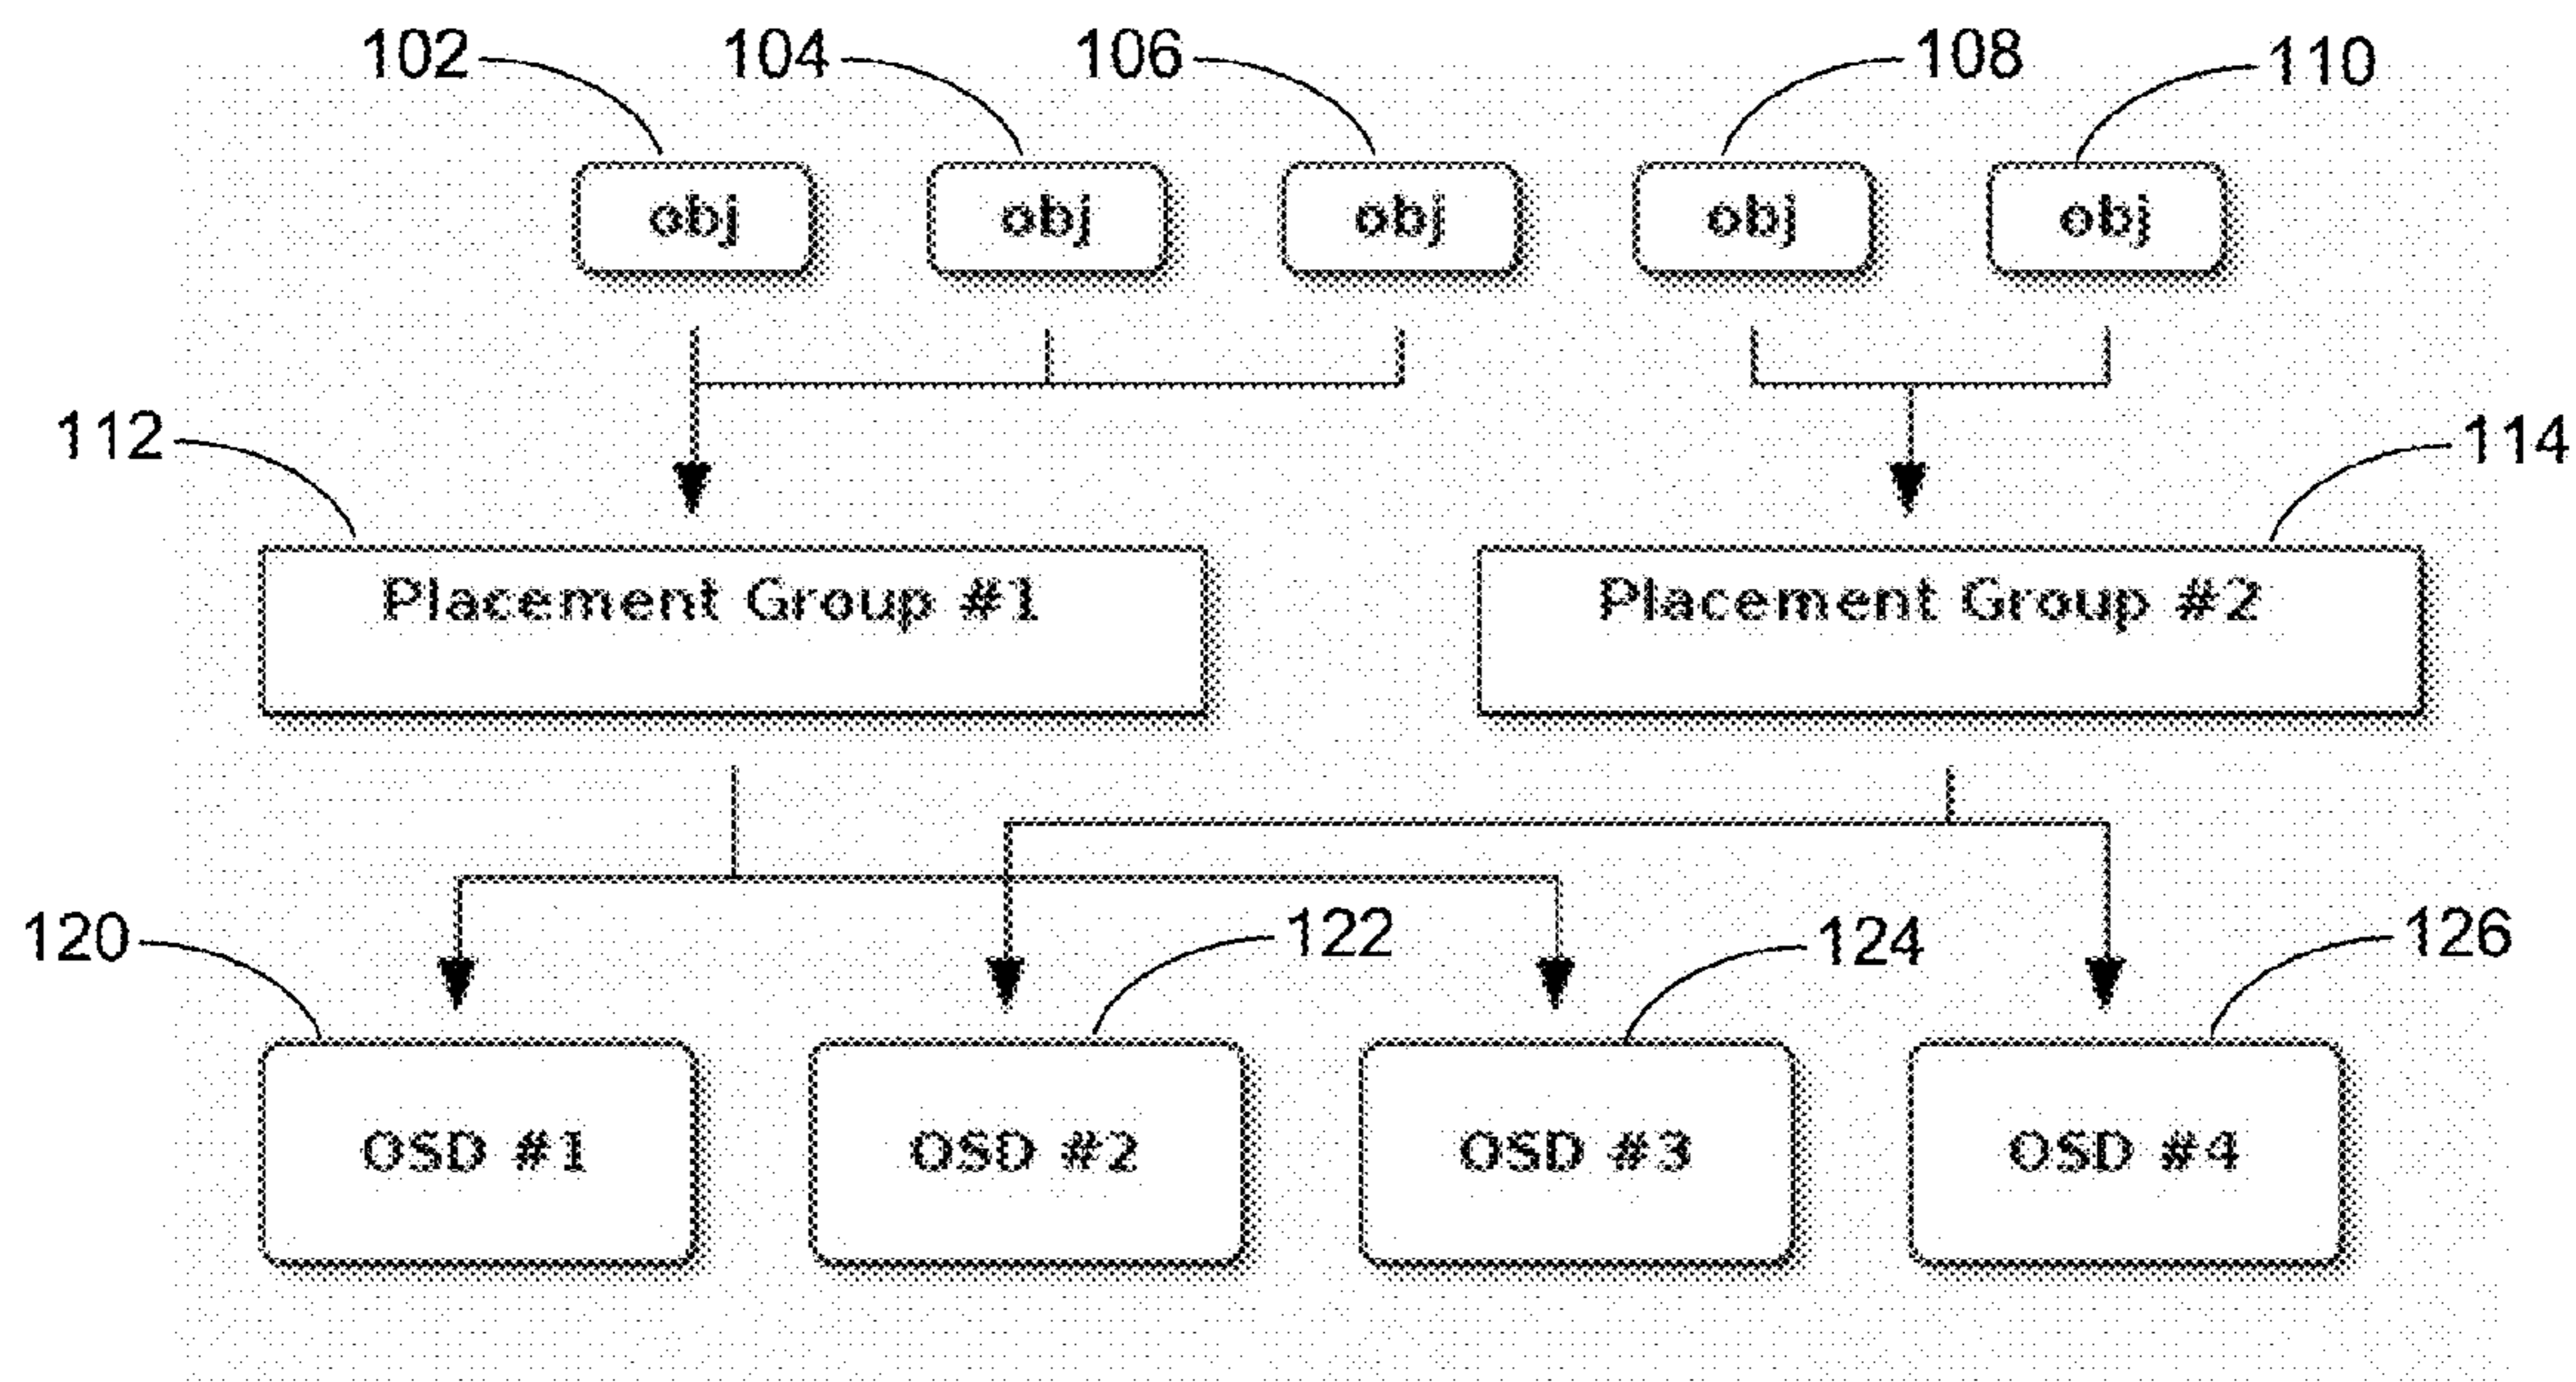 102 104 106 108 110
obj obj obj obj obj
112 114
Placement Group #1 Placement Group #2
120 122 124 126
OSD #1 OSD #2 OSD #3 OSD #4